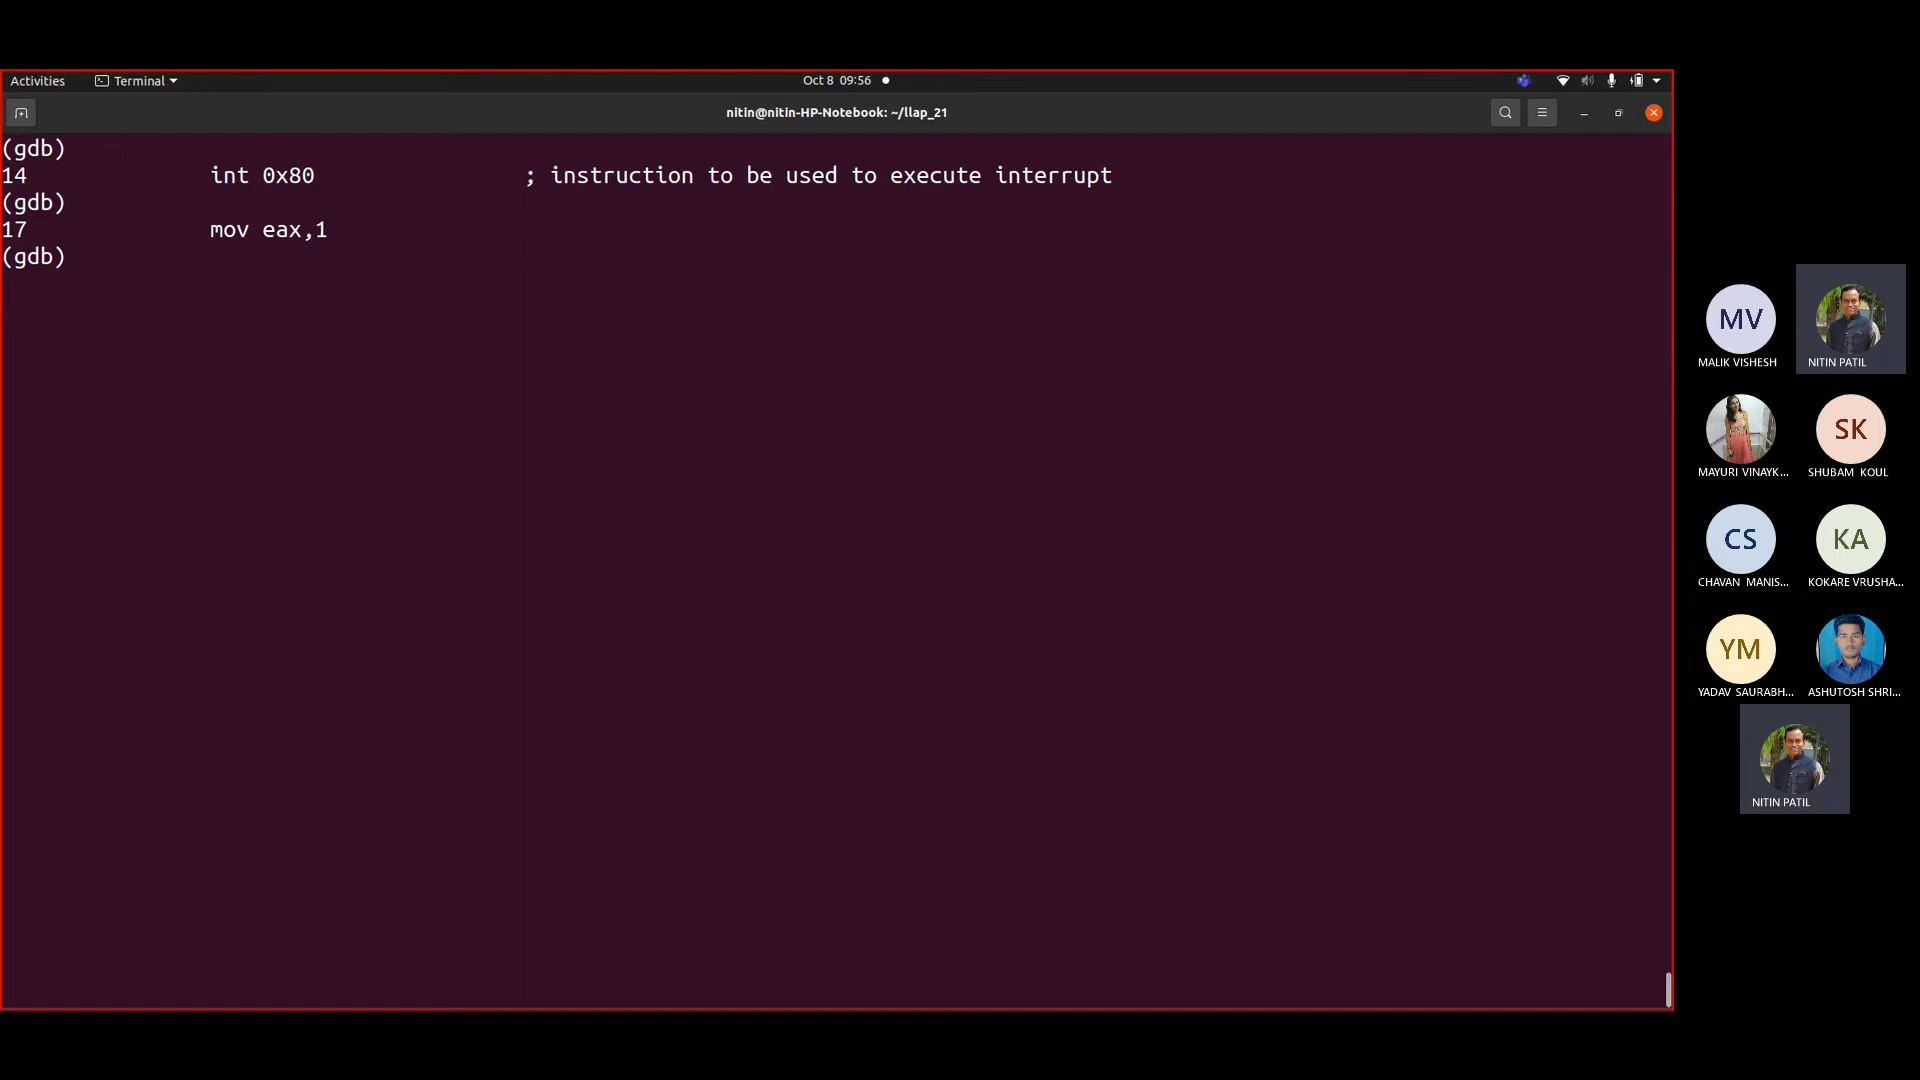 Activities Terminal Oct 8 09:56
nitin@nitin-HP-Notebook: ~/llap_21
(gdb)
14 int 0x80 ; instruction to be used to execute interrupt
(gdb)
17 mov eax,1
(gdb)
MV
MALIK VISHESH
NITIN PATIL
MAYURI VINAYK...
SK
SHUBAM KOUL
CS
CHAVAN MANIS...
KA
KOKARE VRUSHA...
YM
YADAV SAURABH...
ASHUTOSH SHRI...
NITIN PATIL